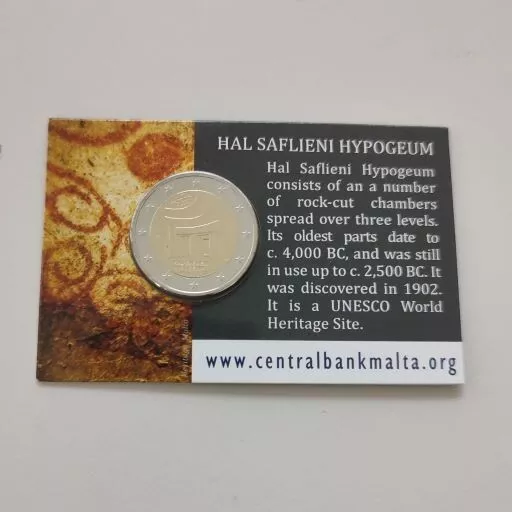 HAL SAFLIENI HYPOGEUM
Hal Saflieni Hypogeum
consists of an a number
of rock-cut chambers
spread over three levels.
Its oldest parts date to
c. 4,000 BC, and was still
in use up to c. 2,500 BC. It
was discovered in 1902.
It is a UNESCO World
Heritage Site.
www.centralbankmalta.org